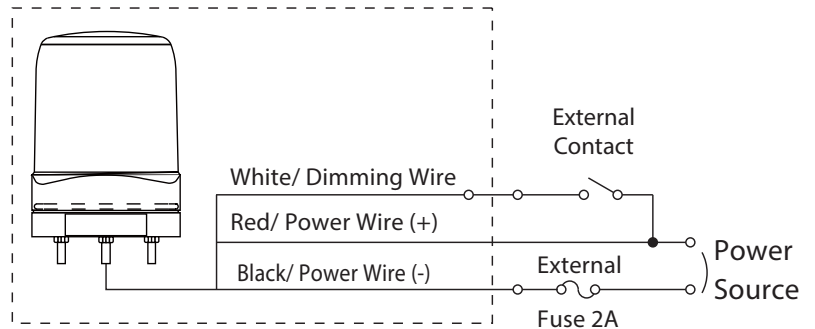 External
Contact
White/ Dimming Wire
Red/ Power Wire (+)
Black/ Power Wire (-)
External
Fuse 2A
Power
Source